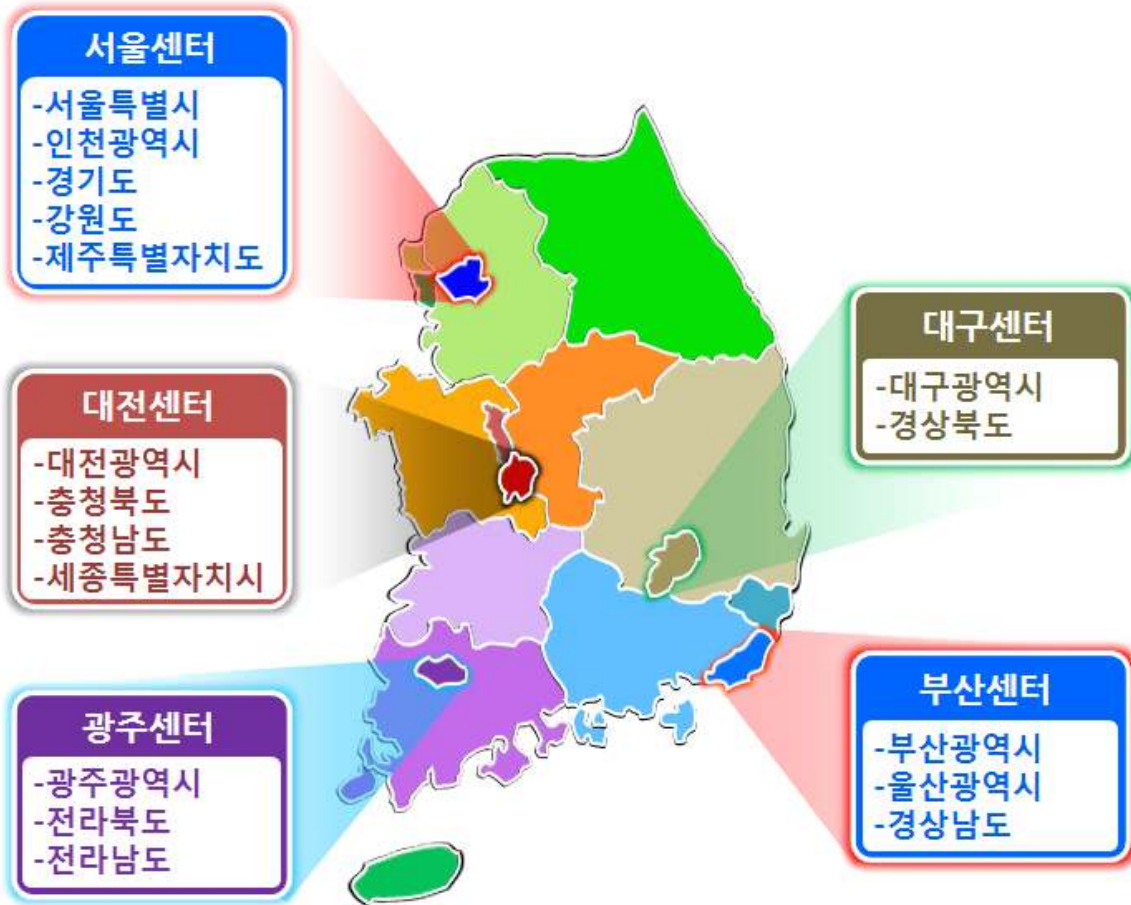 서울센터
-서울특별시
-인천광역시
-경기도
-강원도
-제주특별자치도
대전센터
-대전광역시
-충청북도
-충청남도
-세종특별자치시
광주센터
-광주광역시
-전라북도
-전라남도
대구센터
-대구광역시
-경상북도
부산센터
-부산광역시
-울산광역시
-경상남도